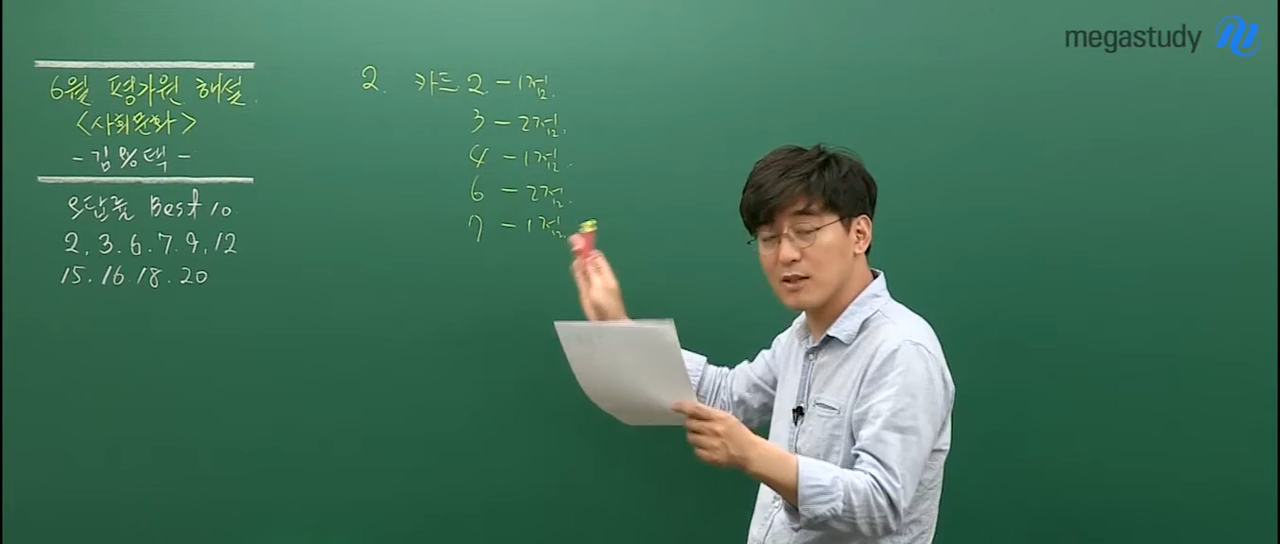 megastudy
6월 평가원 해설.
<사회문화>
- 김용택 -
오답률 Best 10
2, 3. 6. 7. 9, 12
15. 16. 18. 20
2. 카드 2 - 1점.
3 - 2점.
4 - 1점.
6 - 2점.
7 - 1점.